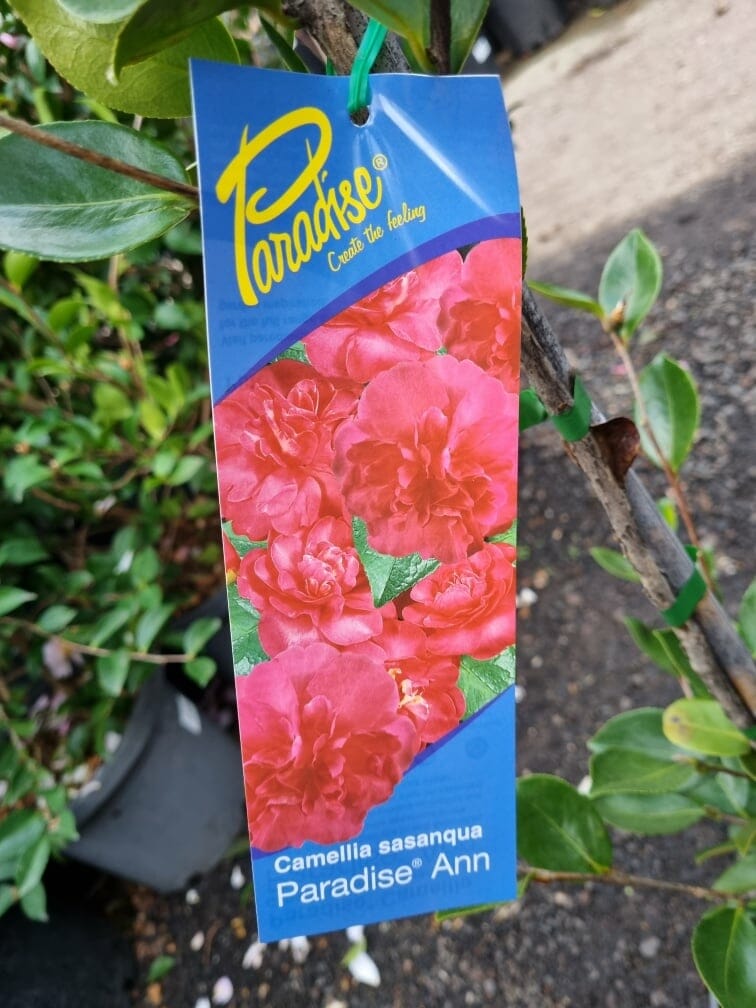 Paradise®
Create the feeling
Camellia sasanqua
Paradise® Ann